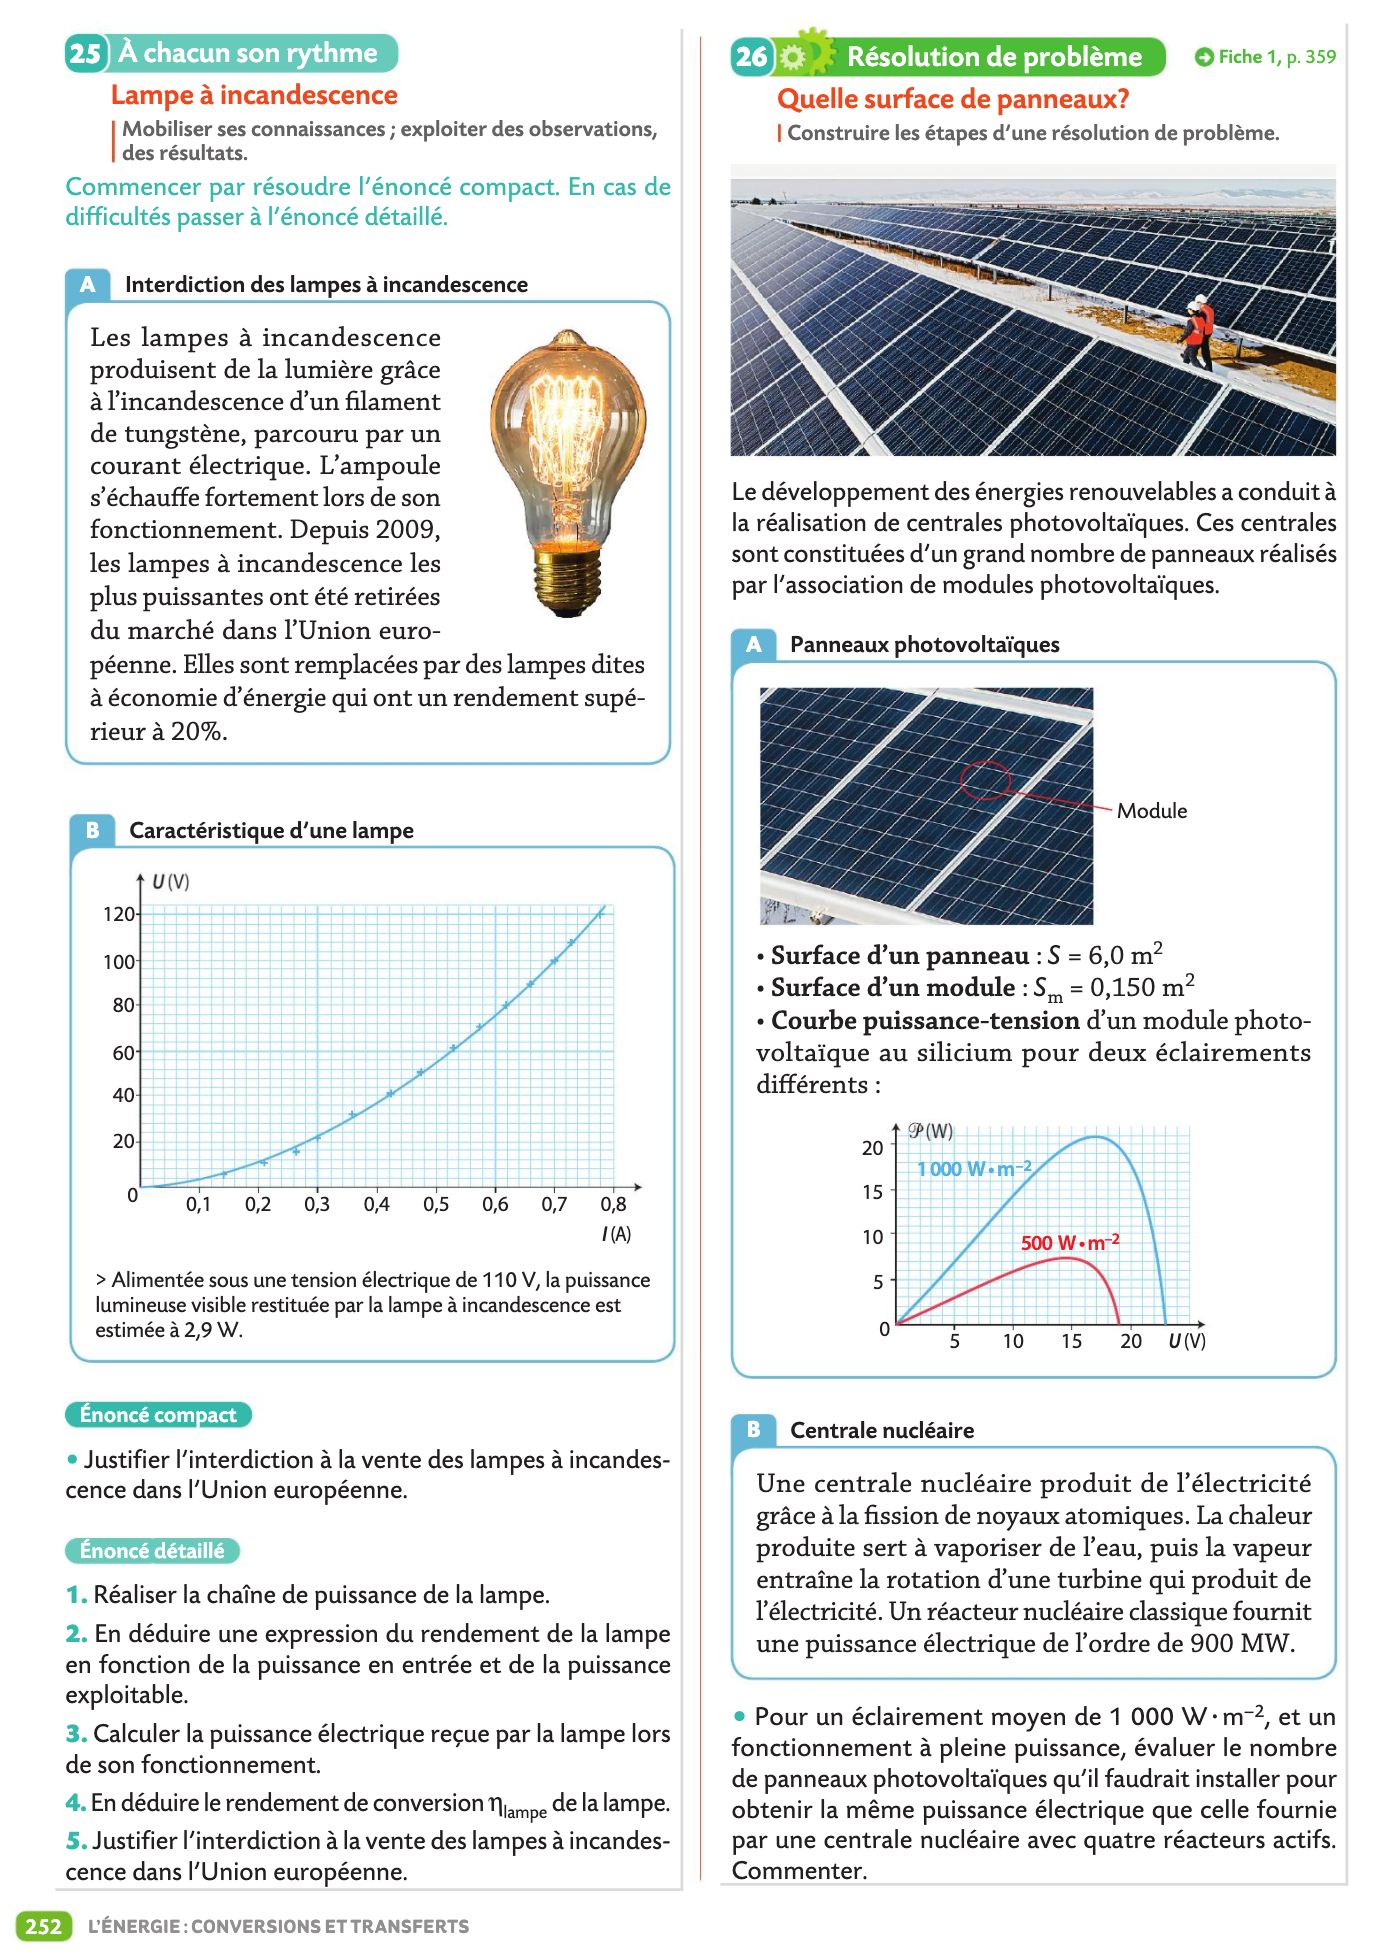 25 À chacun son rythme
Lampe à incandescence
Mobiliser ses connaissances ; exploiter des observations,
des résultats.
Commencer par résoudre l'énoncé compact. En cas de
difficultés passer à l'énoncé détaillé.
A Interdiction des lampes à incandescence
Les lampes à incandescence
produisent de la lumière grâce
à l'incandescence d'un filament
de tungstène, parcouru par un
courant électrique. L'ampoule
s'échauffe fortement lors de son
fonctionnement. Depuis 2009,
les lampes à incandescence les
plus puissantes ont été retirées
du marché dans l'Union euro-
péenne. Elles sont remplacées par des lampes dites
à économie d'énergie qui ont un rendement supé-
rieur à 20%.
B Caractéristique d'une lampe
U (V)
120
100
80
60
40
20
0
0,1 0,2 0,3 0,4 0,5 0,6 0,7 0,8
I (A)
> Alimentée sous une tension électrique de 110 V, la puissance
lumineuse visible restituée par la lampe à incandescence est
estimée à 2,9 W.
Énoncé compact
• Justifier l'interdiction à la vente des lampes à incandes-
cence dans l'Union européenne.
Énoncé détaillé
1. Réaliser la chaîne de puissance de la lampe.
2. En déduire une expression du rendement de la lampe
en fonction de la puissance en entrée et de la puissance
exploitable.
3. Calculer la puissance électrique reçue par la lampe lors
de son fonctionnement.
4. En déduire le rendement de conversion ηlampe de la lampe.
5. Justifier l'interdiction à la vente des lampes à incandes-
cence dans l'Union européenne.
26 Résolution de problème
Fiche 1, p. 359
Quelle surface de panneaux?
Construire les étapes d'une résolution de problème.
Le développement des énergies renouvelables a conduit à
la réalisation de centrales photovoltaïques. Ces centrales
sont constituées d'un grand nombre de panneaux réalisés
par l'association de modules photovoltaïques.
A Panneaux photovoltaïques
Module
• Surface d'un panneau : S = 6,0 m²
• Surface d'un module : Sm = 0,150 m²
• Courbe puissance-tension d'un module photo-
voltaïque au silicium pour deux éclairements
différents :
𝒫 (W)
20
1 000 W·m⁻²
15
10
500 W·m⁻²
5
0
5 10 15 20 U (V)
B Centrale nucléaire
Une centrale nucléaire produit de l'électricité
grâce à la fission de noyaux atomiques. La chaleur
produite sert à vaporiser de l'eau, puis la vapeur
entraîne la rotation d'une turbine qui produit de
l'électricité. Un réacteur nucléaire classique fournit
une puissance électrique de l'ordre de 900 MW.
• Pour un éclairement moyen de 1 000 W·m⁻², et un
fonctionnement à pleine puissance, évaluer le nombre
de panneaux photovoltaïques qu'il faudrait installer pour
obtenir la même puissance électrique que celle fournie
par une centrale nucléaire avec quatre réacteurs actifs.
Commenter.
252 L'ÉNERGIE : CONVERSIONS ET TRANSFERTS